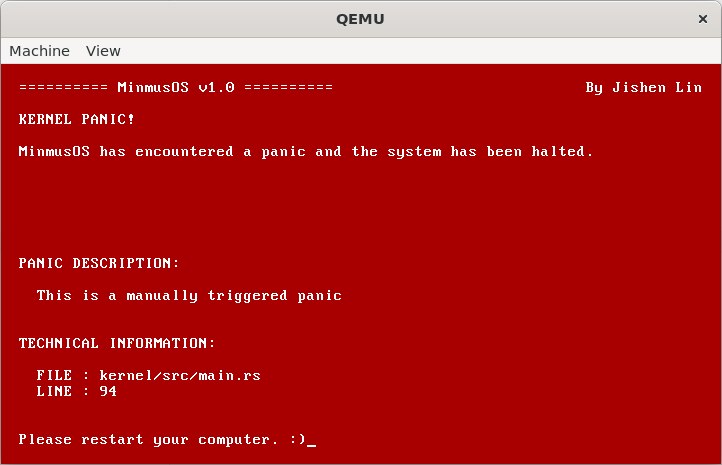 QEMU ×
Machine View
========== MinmusOS v1.0 ========== By Jishen Lin
KERNEL PANIC!
MinmusOS has encountered a panic and the system has been halted.
PANIC DESCRIPTION:
This is a manually triggered panic
TECHNICAL INFORMATION:
FILE : kernel/src/main.rs
LINE : 94
Please restart your computer. :)_